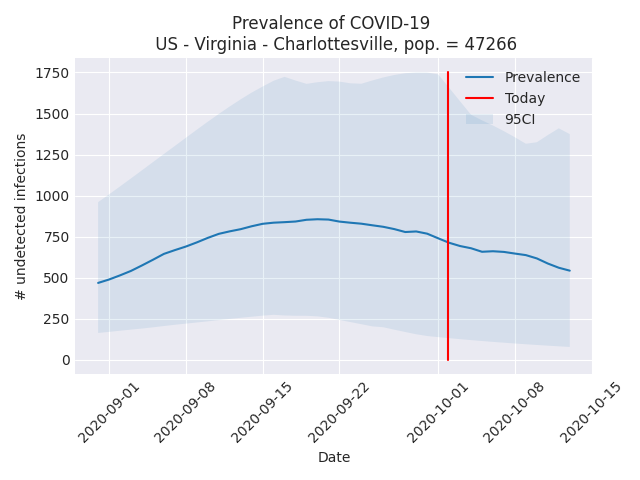 Prevalence of COVID-19
US - Virginia - Charlottesville, pop. = 47266
# undetected infections
1750
1500
1250
1000
750
500
250
0
Prevalence
Today
95CI
2020-09-01
2020-09-08
2020-09-15
2020-09-22
2020-10-01
2020-10-08
2020-10-15
Date